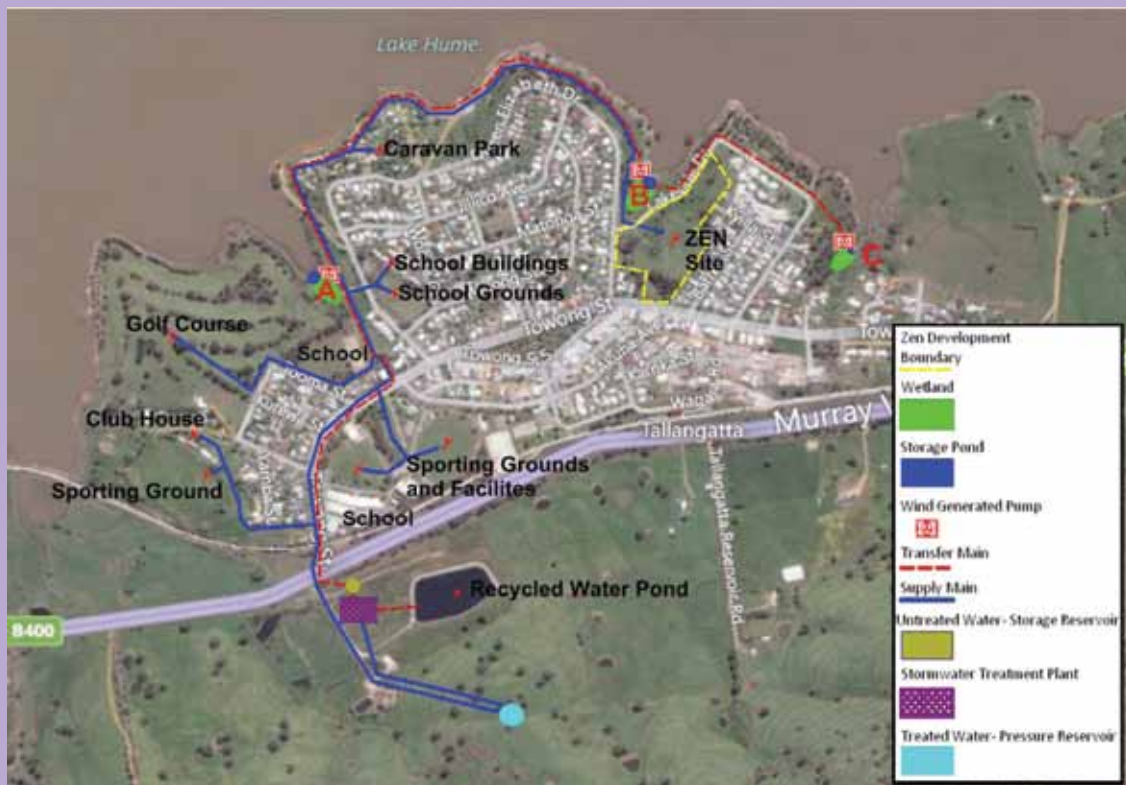 Lake Hume.
Elizabeth Dr
Caravan Park
B
ZEN
Site
School Buildings
School Grounds
A
C
Golf Course
School
Towong St
Club House
Sporting Ground
Sporting Grounds
and Facilites
School
Tallangatta
Murray
Tallangatta Reservoir Rd
Recycled Water Pond
B400
Zen Development
Boundary
Wetland
Storage Pond
Wind Generated Pump
Transfer Main
Supply Main
Untreated Water- Storage Reservoir
Stormwater Treatment Plant
Treated Water- Pressure Reservoir